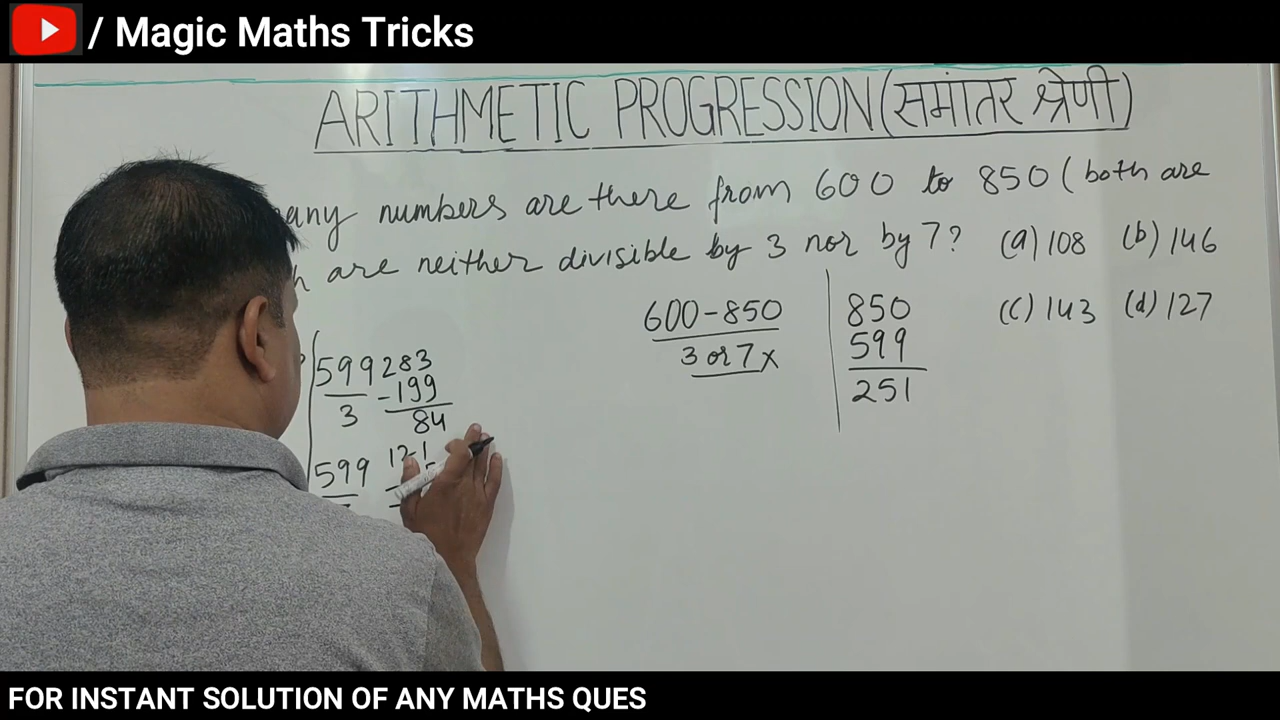 / Magic Maths Tricks
ARITHMETIC PROGRESSION(समांतर श्रेणी)
numbers are there from 600 to 850 (both are
are neither divisible by 3 nor by 7? (a) 108 (b) 146
(c) 143 (d) 127
600-850
3 or 7 x
850
599
251
599
3
283
-199
84
599
121
FOR INSTANT SOLUTION OF ANY MATHS QUES